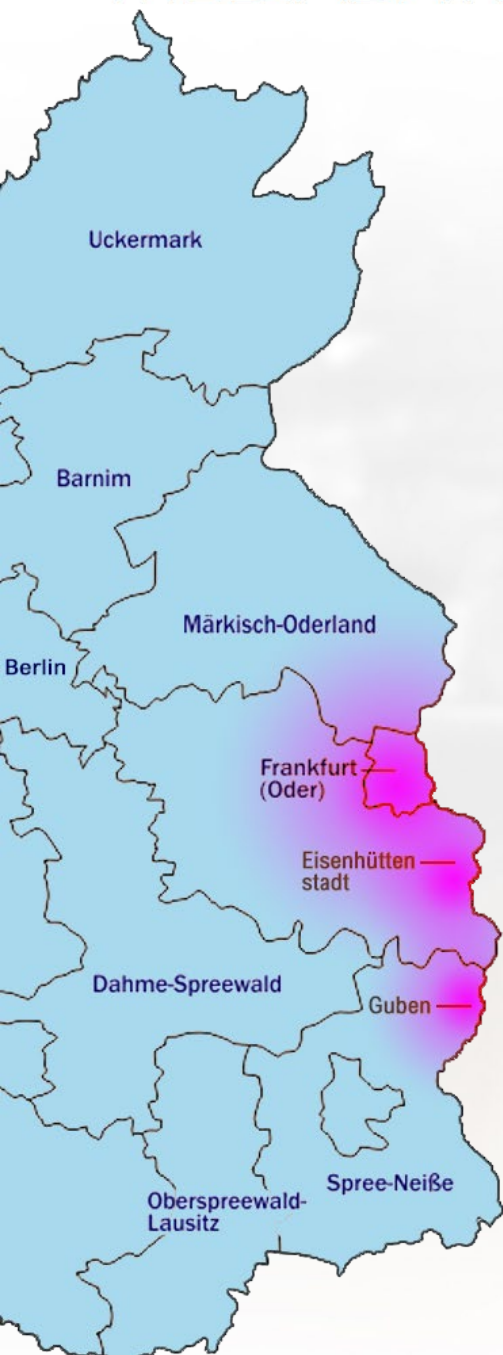 Uckermark
Barnim
Märkisch-Oderland
Berlin
Frankfurt
(Oder)
Eisenhütten
stadt
Dahme-Spreewald
Guben
Spree-Neiße
Oberspreewald-
Lausitz